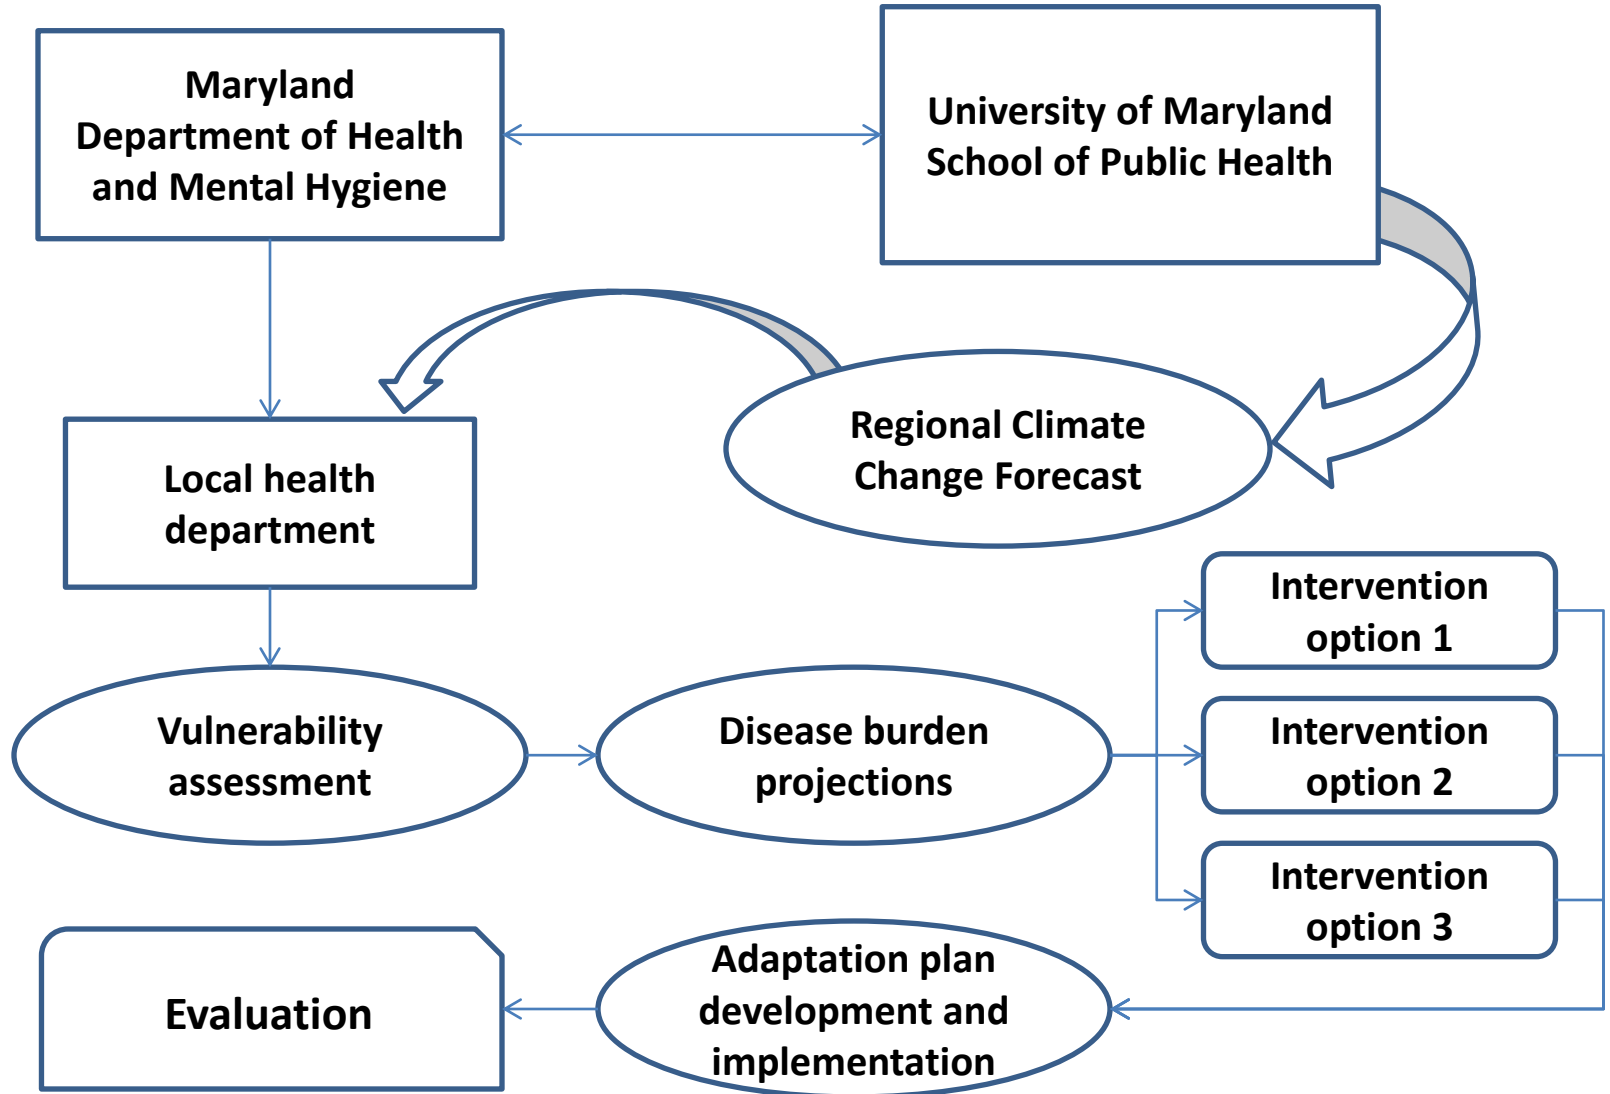 Maryland
Department of Health
and Mental Hygiene
University of Maryland
School of Public Health
Regional Climate
Change Forecast
Local health
department
Vulnerability
assessment
Disease burden
projections
Intervention
option 1
Intervention
option 2
Intervention
option 3
Adaptation plan
development and
implementation
Evaluation